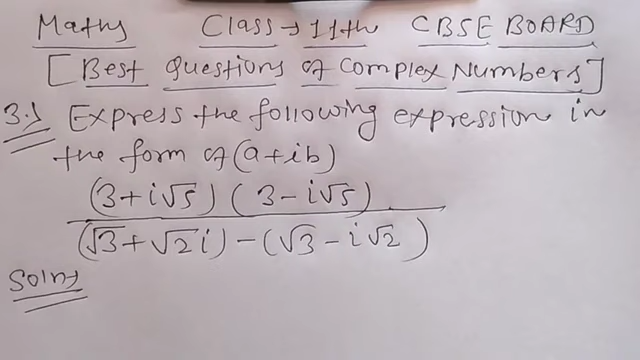 Maths Class → 11th CBSE BOARD
[Best Questions of Complex Numbers]
3.) Express the following expression in
the form of (a+ib)
(3+i√5) (3-i√5)
(√3+√2i)-(√3-i√2)
Soln→